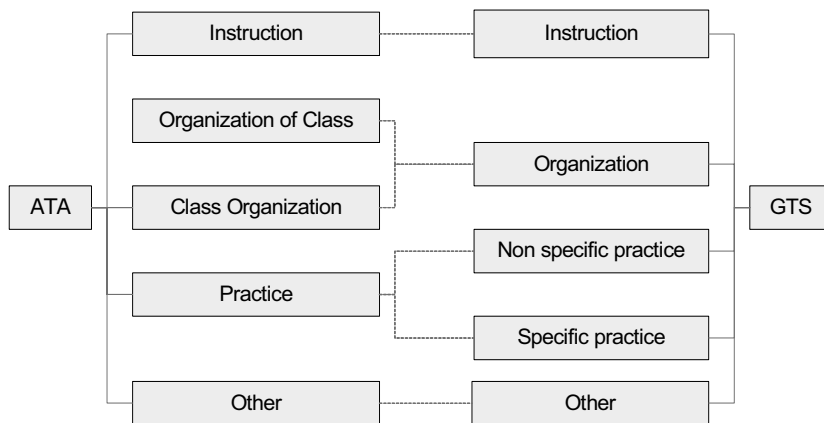 Instruction
Instruction
Organization of Class
Organization
ATA
Class Organization
GTS
Non specific practice
Practice
Specific practice
Other
Other